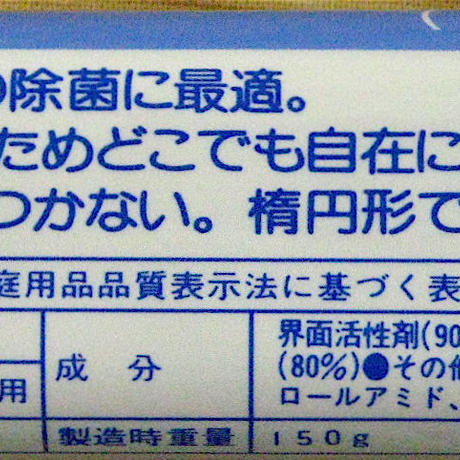 の除菌に最適。
ためどこでも自在に
つかない。楕円形で
庭用品品質表示法に基づく表
界面活性剤(90
成 分 (80%)●その他
用 ロールアミド、
製造時重量 150g